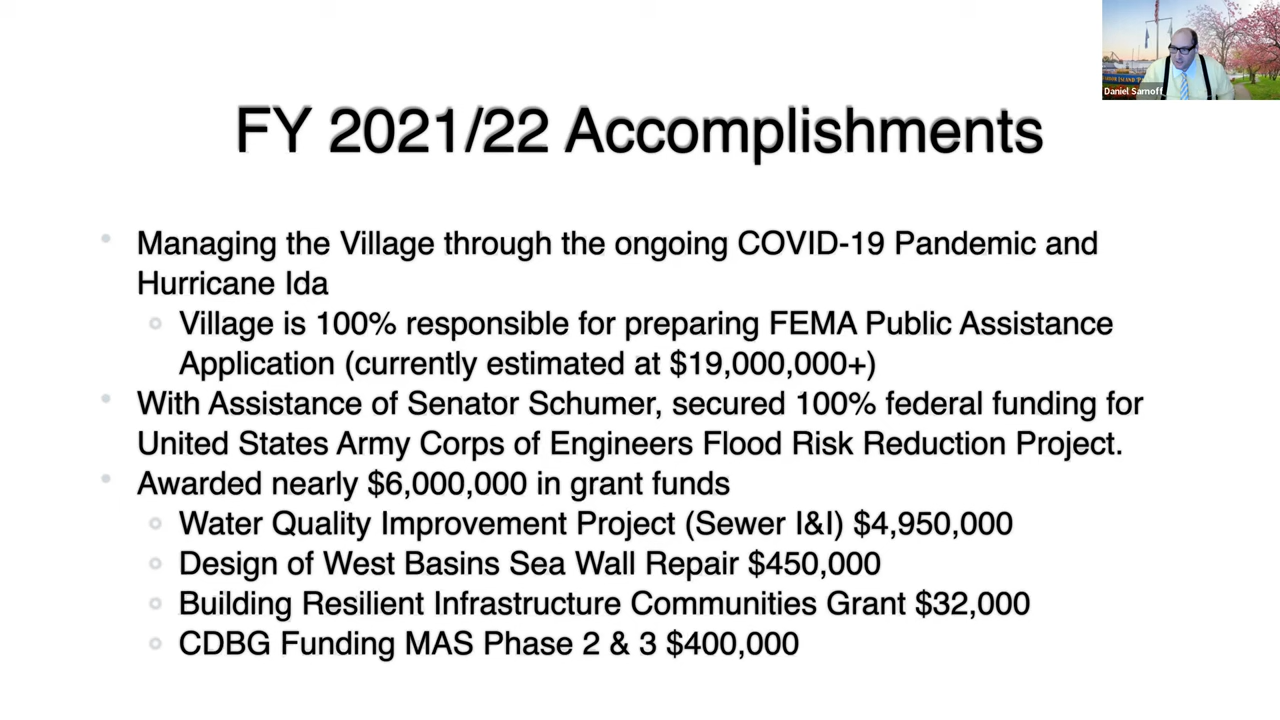 Daniel Sarnoff
FY 2021/22 Accomplishments
Managing the Village through the ongoing COVID-19 Pandemic and
Hurricane Ida
Village is 100% responsible for preparing FEMA Public Assistance
Application (currently estimated at $19,000,000+)
With Assistance of Senator Schumer, secured 100% federal funding for
United States Army Corps of Engineers Flood Risk Reduction Project.
Awarded nearly $6,000,000 in grant funds
Water Quality Improvement Project (Sewer I&I) $4,950,000
Design of West Basins Sea Wall Repair $450,000
Building Resilient Infrastructure Communities Grant $32,000
CDBG Funding MAS Phase 2 & 3 $400,000